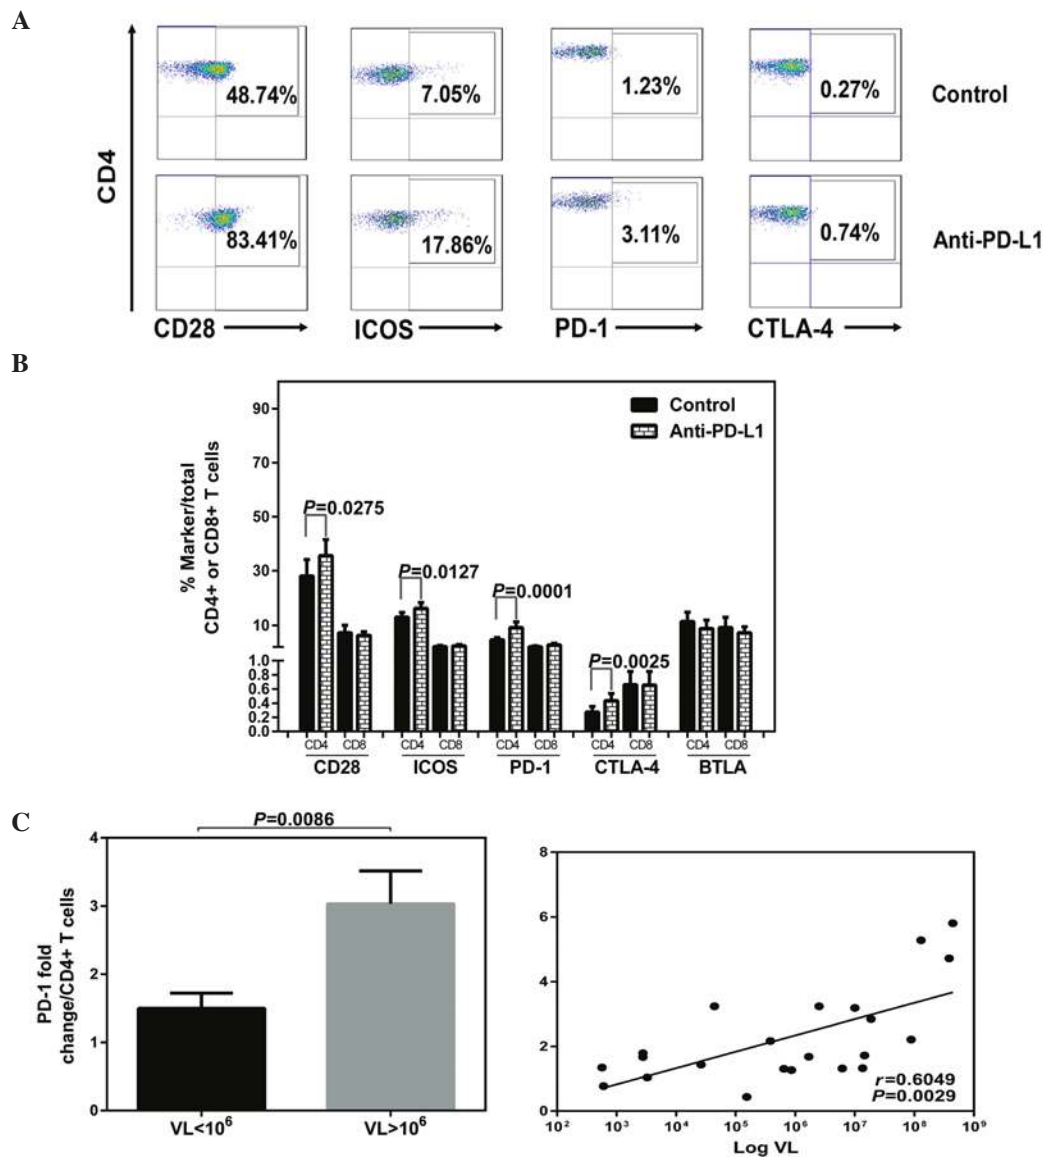 A
CD4
48.74%
7.05%
1.23%
0.27%
Control
83.41%
17.86%
3.11%
0.74%
Anti-PD-L1
CD28
ICOS
PD-1
CTLA-4
B
% Marker/total
CD4+ or CD8+ T cells
90
70
50
30
10
1.0
0.8
0.6
0.4
0.2
0.0
Control
Anti-PD-L1
P=0.0275
P=0.0127
P=0.0001
P=0.0025
CD4 CD8 CD4 CD8 CD4 CD8 CD4 CD8 CD4 CD8
CD28 ICOS PD-1 CTLA-4 BTLA
C
PD-1 fold
change/CD4+ T cells
4
3
2
1
0
P=0.0086
VL<10^6 VL>10^6
8
6
4
2
0
r=0.6049
P=0.0029
10^2 10^3 10^4 10^5 10^6 10^7 10^8 10^9
Log VL